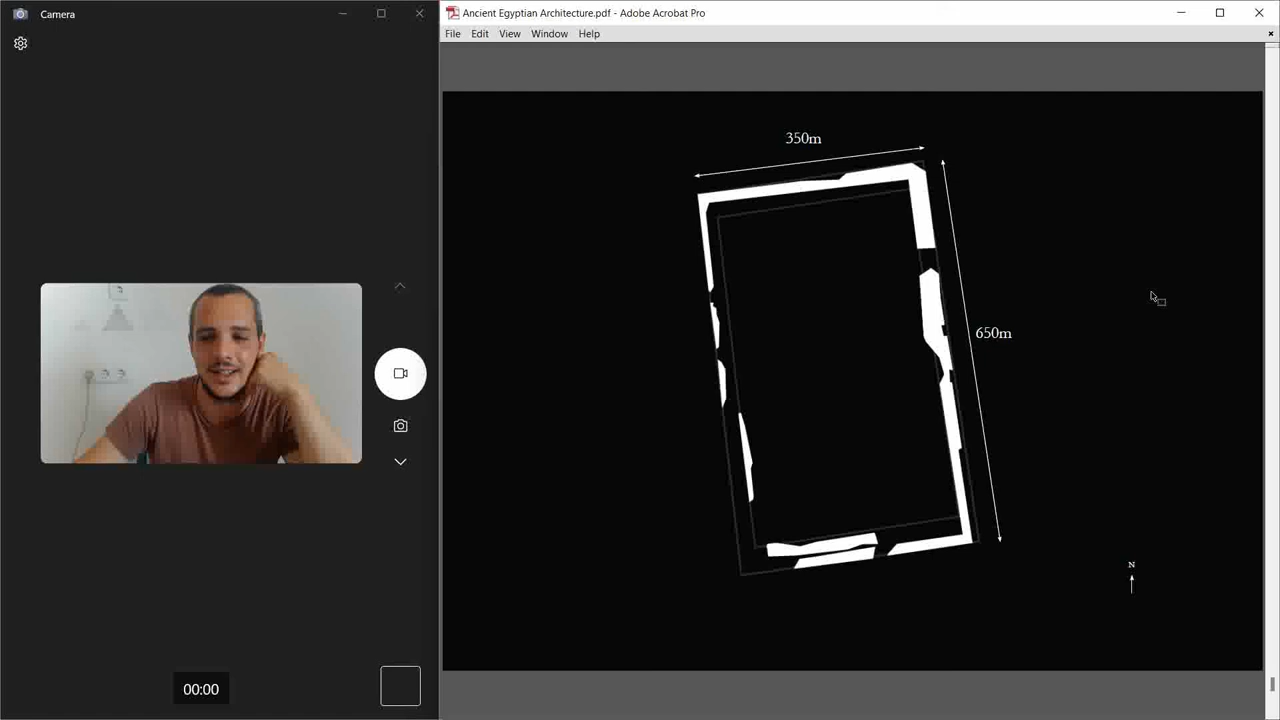 Camera
00:00
Ancient Egyptian Architecture.pdf - Adobe Acrobat Pro
File Edit View Window Help
350m
650m
N